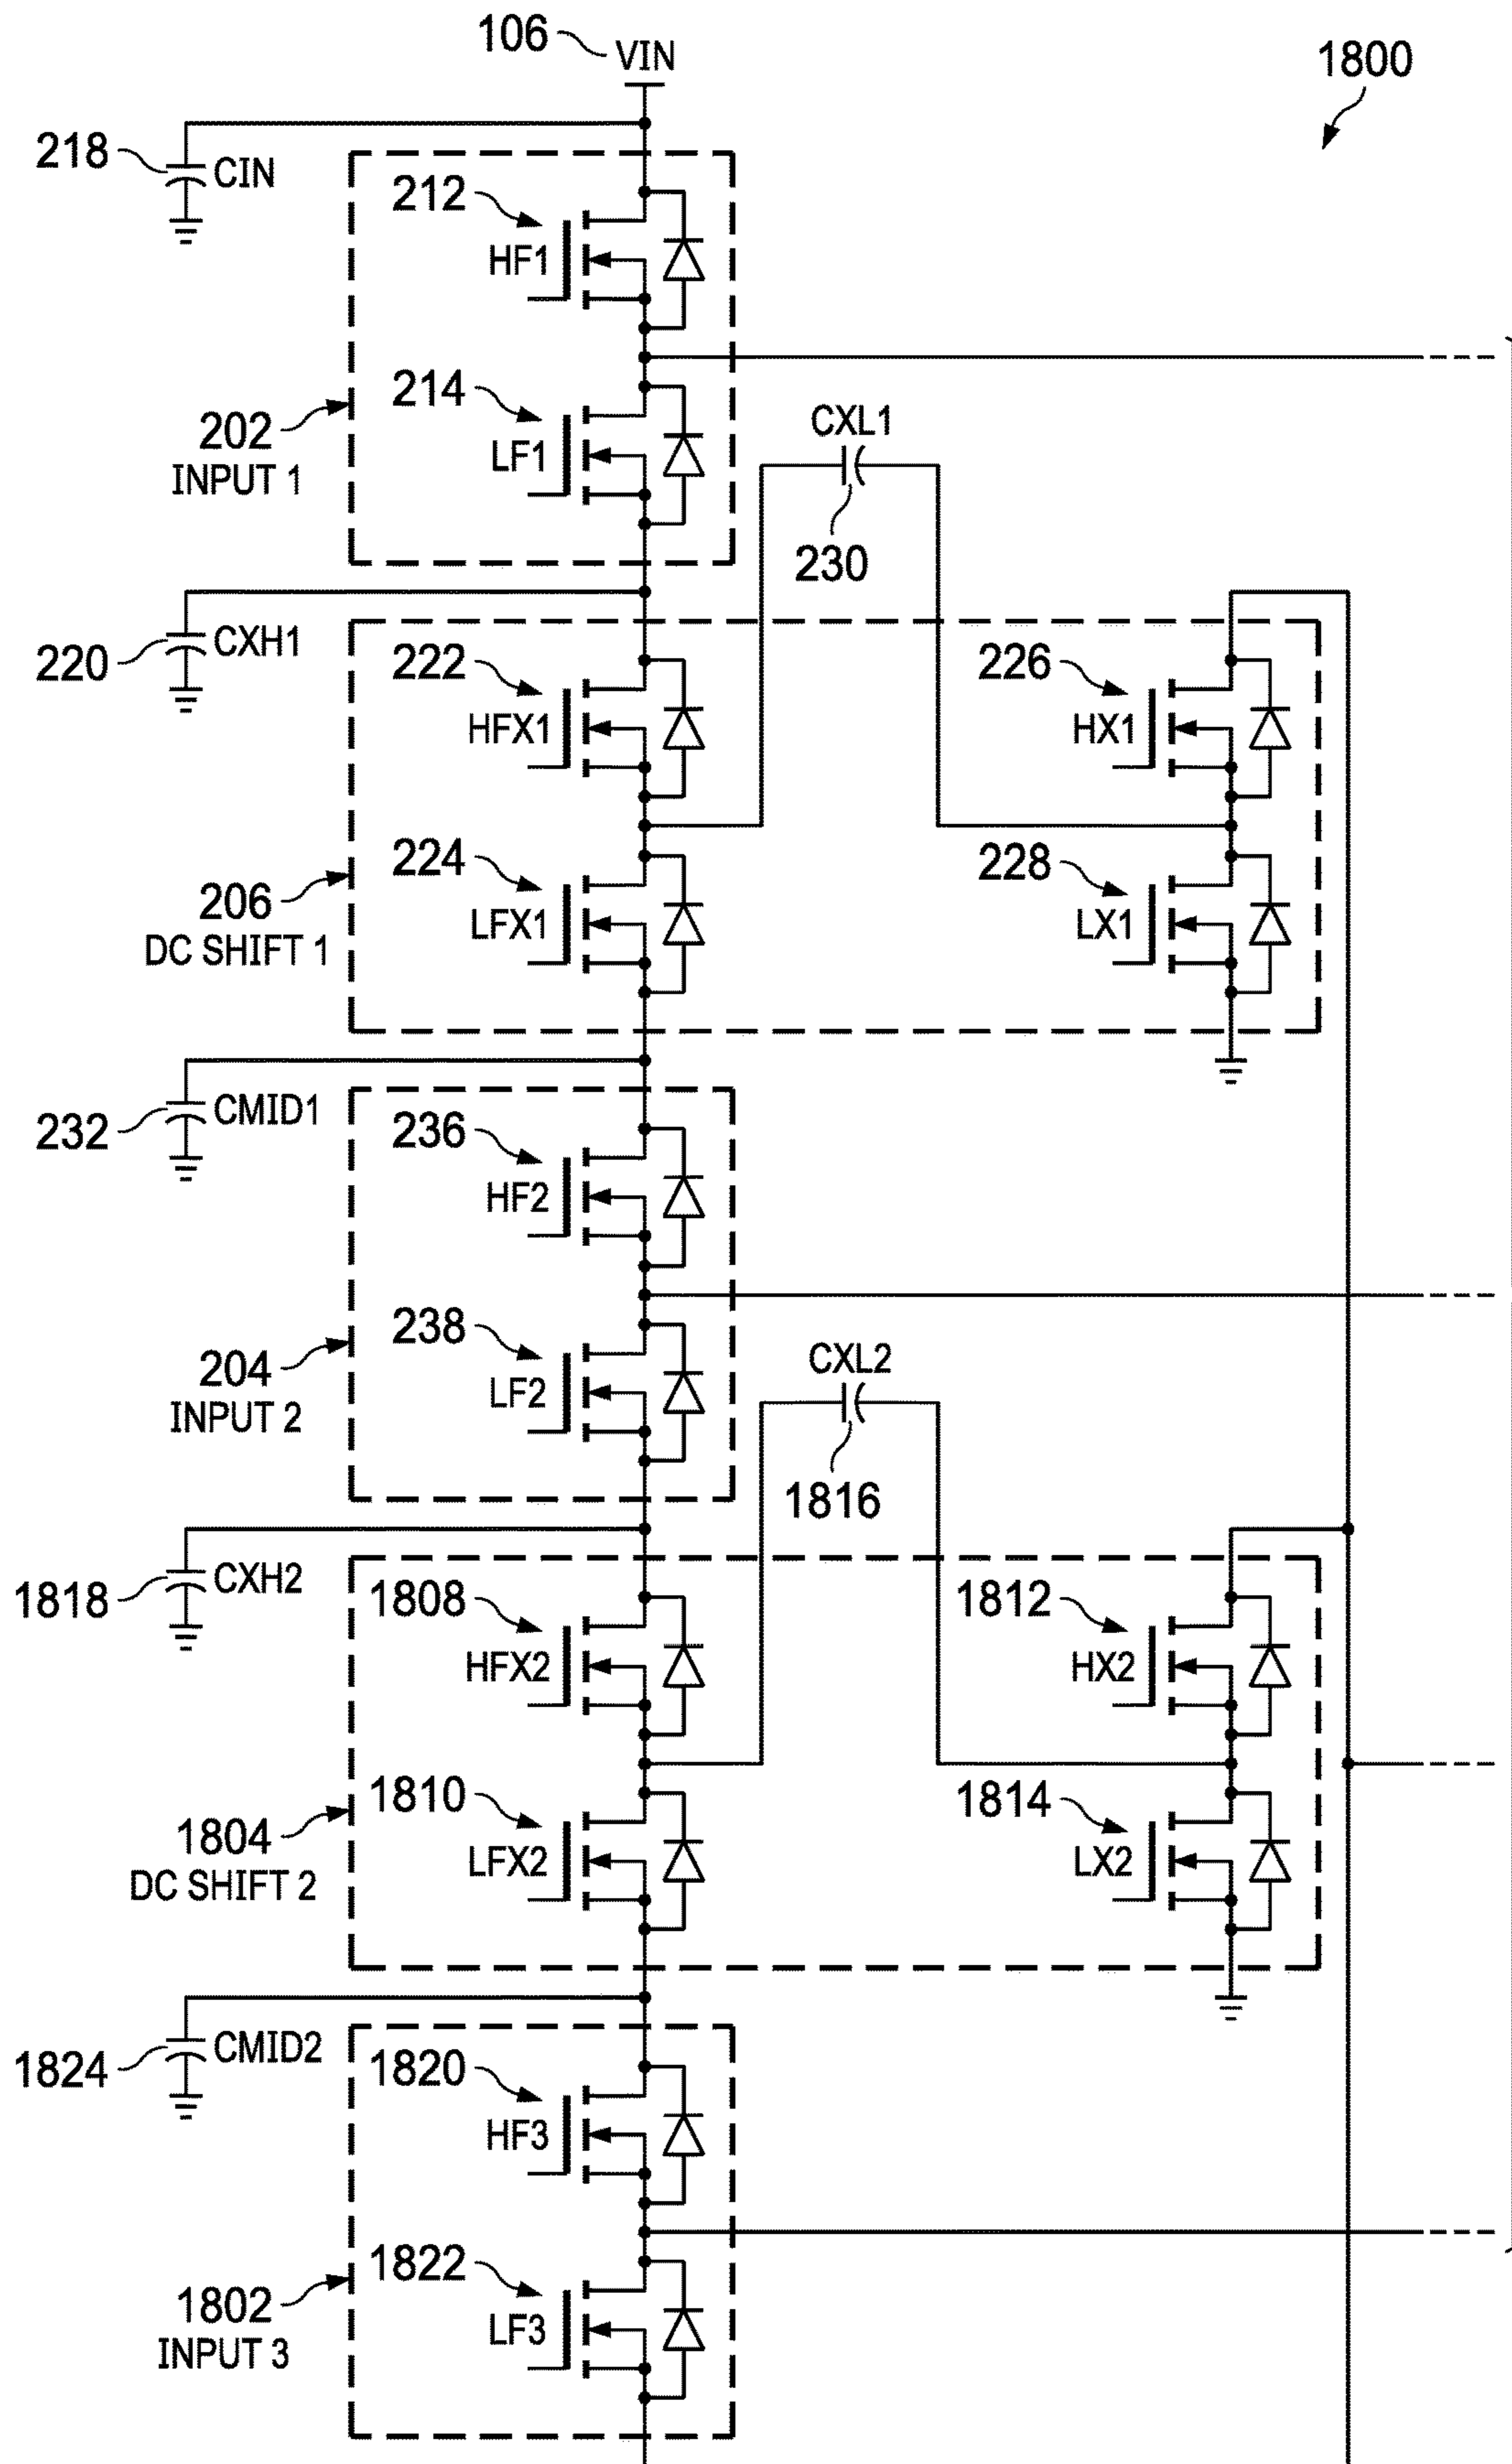 106
VIN
1800
218
CIN
212
HF1
214
LF1
202
INPUT 1
CXL1
230
220
CXH1
222
HFX1
226
HX1
224
LFX1
228
LX1
206
DC SHIFT 1
232
CMID1
236
HF2
238
LF2
204
INPUT 2
CXL2
1816
1818
CXH2
1808
HFX2
1812
HX2
1810
LFX2
1814
LX2
1804
DC SHIFT 2
1824
CMID2
1820
HF3
1822
LF3
1802
INPUT 3